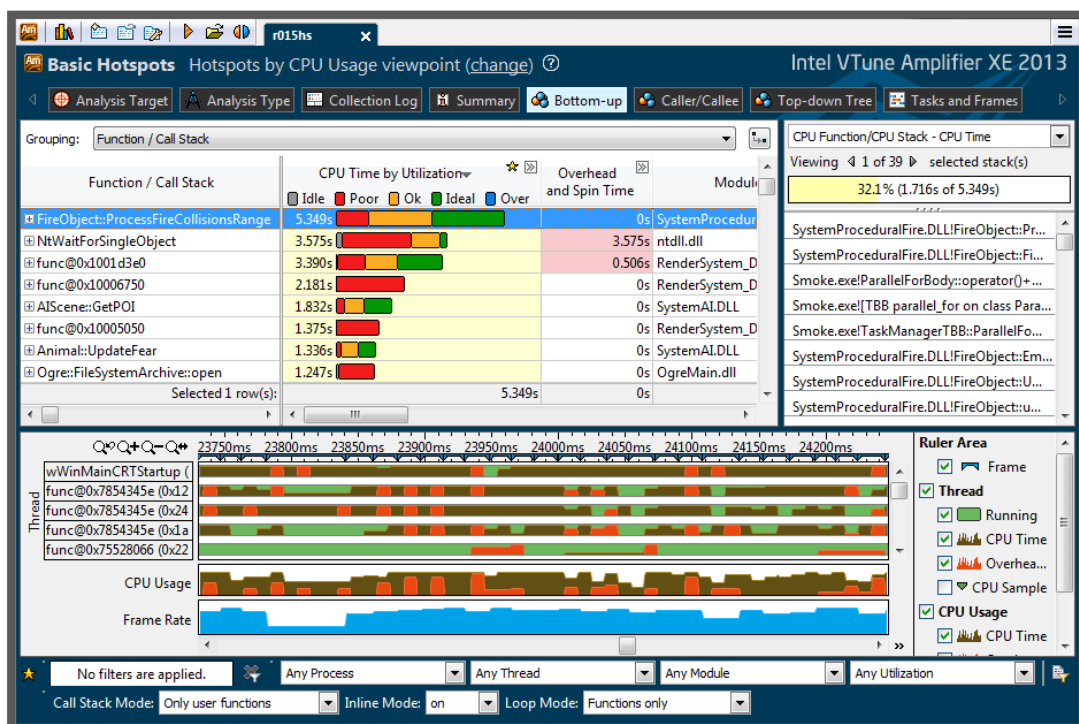 Am
r015hs x
Am Basic Hotspots Hotspots by CPU Usage viewpoint (change) ? Intel VTune Amplifier XE 2013
Analysis Target Analysis Type Collection Log Summary Bottom-up Caller/Callee Top-down Tree Tasks and Frames
Grouping: Function / Call Stack
CPU Function/CPU Stack - CPU Time
Viewing 1 of 39 selected stack(s)
32.1% (1.716s of 5.349s)
Function / Call Stack CPU Time by Utilization Overhead and Spin Time Module
Idle Poor Ok Ideal Over
FireObject::ProcessFireCollisionsRange 5.349s 0s SystemProcedur
NtWaitForSingleObject 3.575s 3.575s ntdll.dll
func@0x1001d3e0 3.390s 0.506s RenderSystem_D
func@0x10006750 2.181s 0s RenderSystem_D
AIScene::GetPOI 1.832s 0s SystemAI.DLL
func@0x10005050 1.375s 0s RenderSystem_D
Animal::UpdateFear 1.336s 0s SystemAI.DLL
Ogre::FileSystemArchive::open 1.247s 0s OgreMain.dll
Selected 1 row(s): 5.349s 0s
SystemProceduralFire.DLL!FireObject::Pr...
SystemProceduralFire.DLL!FireObject::Fi...
Smoke.exe!ParallelForBody::operator()+...
Smoke.exe![TBB parallel_for on class Para...
Smoke.exe!TaskManagerTBB::ParallelFo...
SystemProceduralFire.DLL!FireObject::Em...
SystemProceduralFire.DLL!FireObject::U...
SystemProceduralFire.DLL!FireObject::u...
23750ms 23800ms 23850ms 23900ms 23950ms 24000ms 24050ms 24100ms 24150ms 24200ms
Thread
wWinMainCRTStartup (
func@0x7854345e (0x12
func@0x7854345e (0x24
func@0x7854345e (0x1a
func@0x75528066 (0x22
CPU Usage
Frame Rate
Ruler Area
Frame
Thread
Running
CPU Time
Overhea...
CPU Sample
CPU Usage
CPU Time
No filters are applied. Any Process Any Thread Any Module Any Utilization
Call Stack Mode: Only user functions Inline Mode: on Loop Mode: Functions only